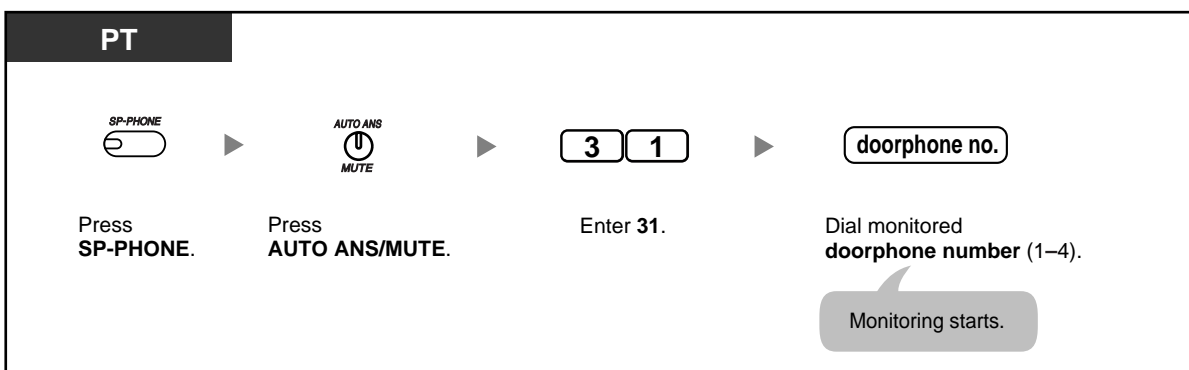 PT
SP-PHONE
AUTO ANS
MUTE
3 1
doorphone no.
Press
SP-PHONE.
Press
AUTO ANS/MUTE.
Enter 31.
Dial monitored
doorphone number (1–4).
Monitoring starts.